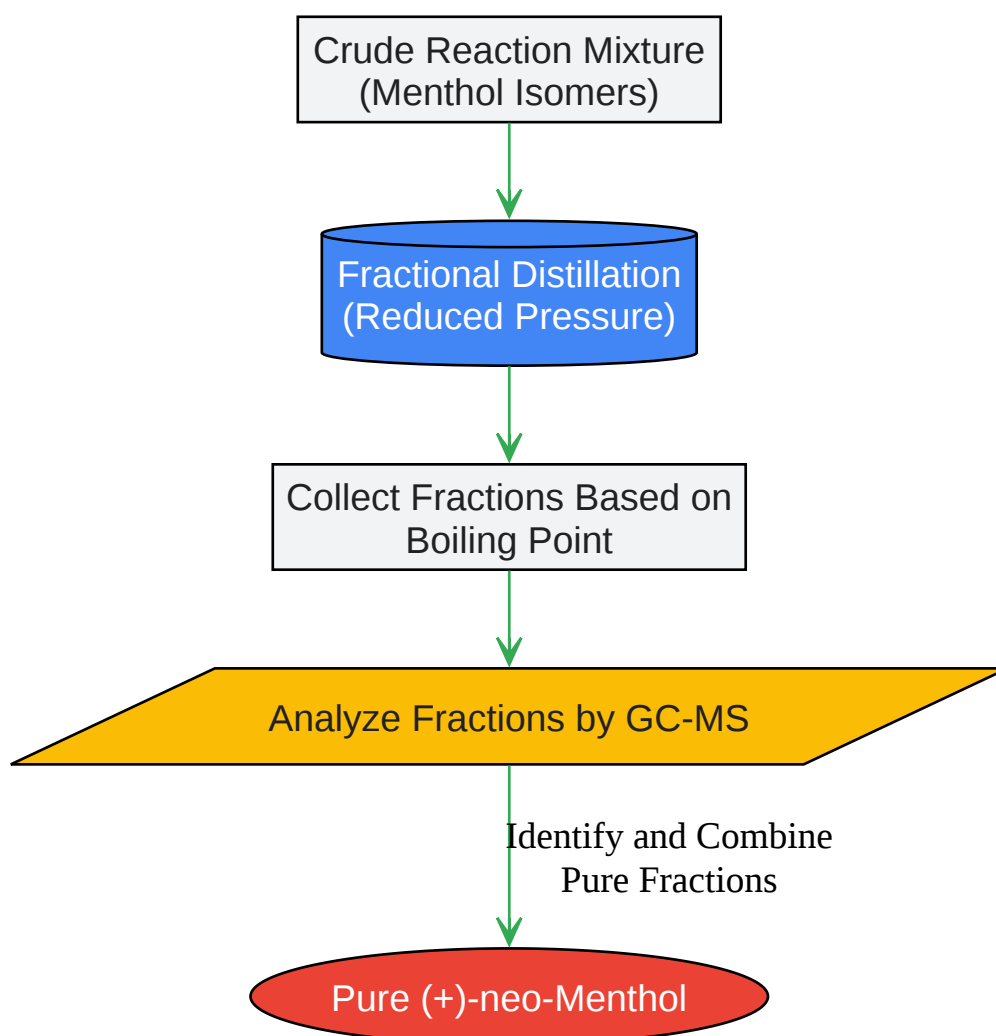 Crude Reaction Mixture
(Menthol Isomers)
Fractional Distillation
(Reduced Pressure)
Collect Fractions Based on
Boiling Point
Analyze Fractions by GC-MS
Identify and Combine
Pure Fractions
Pure (+)-neo-Menthol